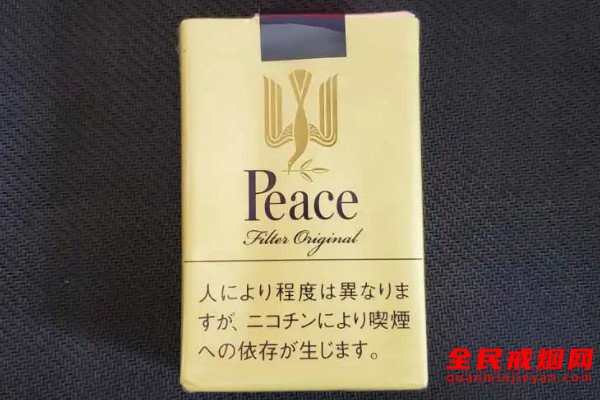 Peace
Filter Original
人により程度は異なりま
すが、ニコチンにより喫煙
への依存が生じます。
全民戒烟网
quanminjieyan.com